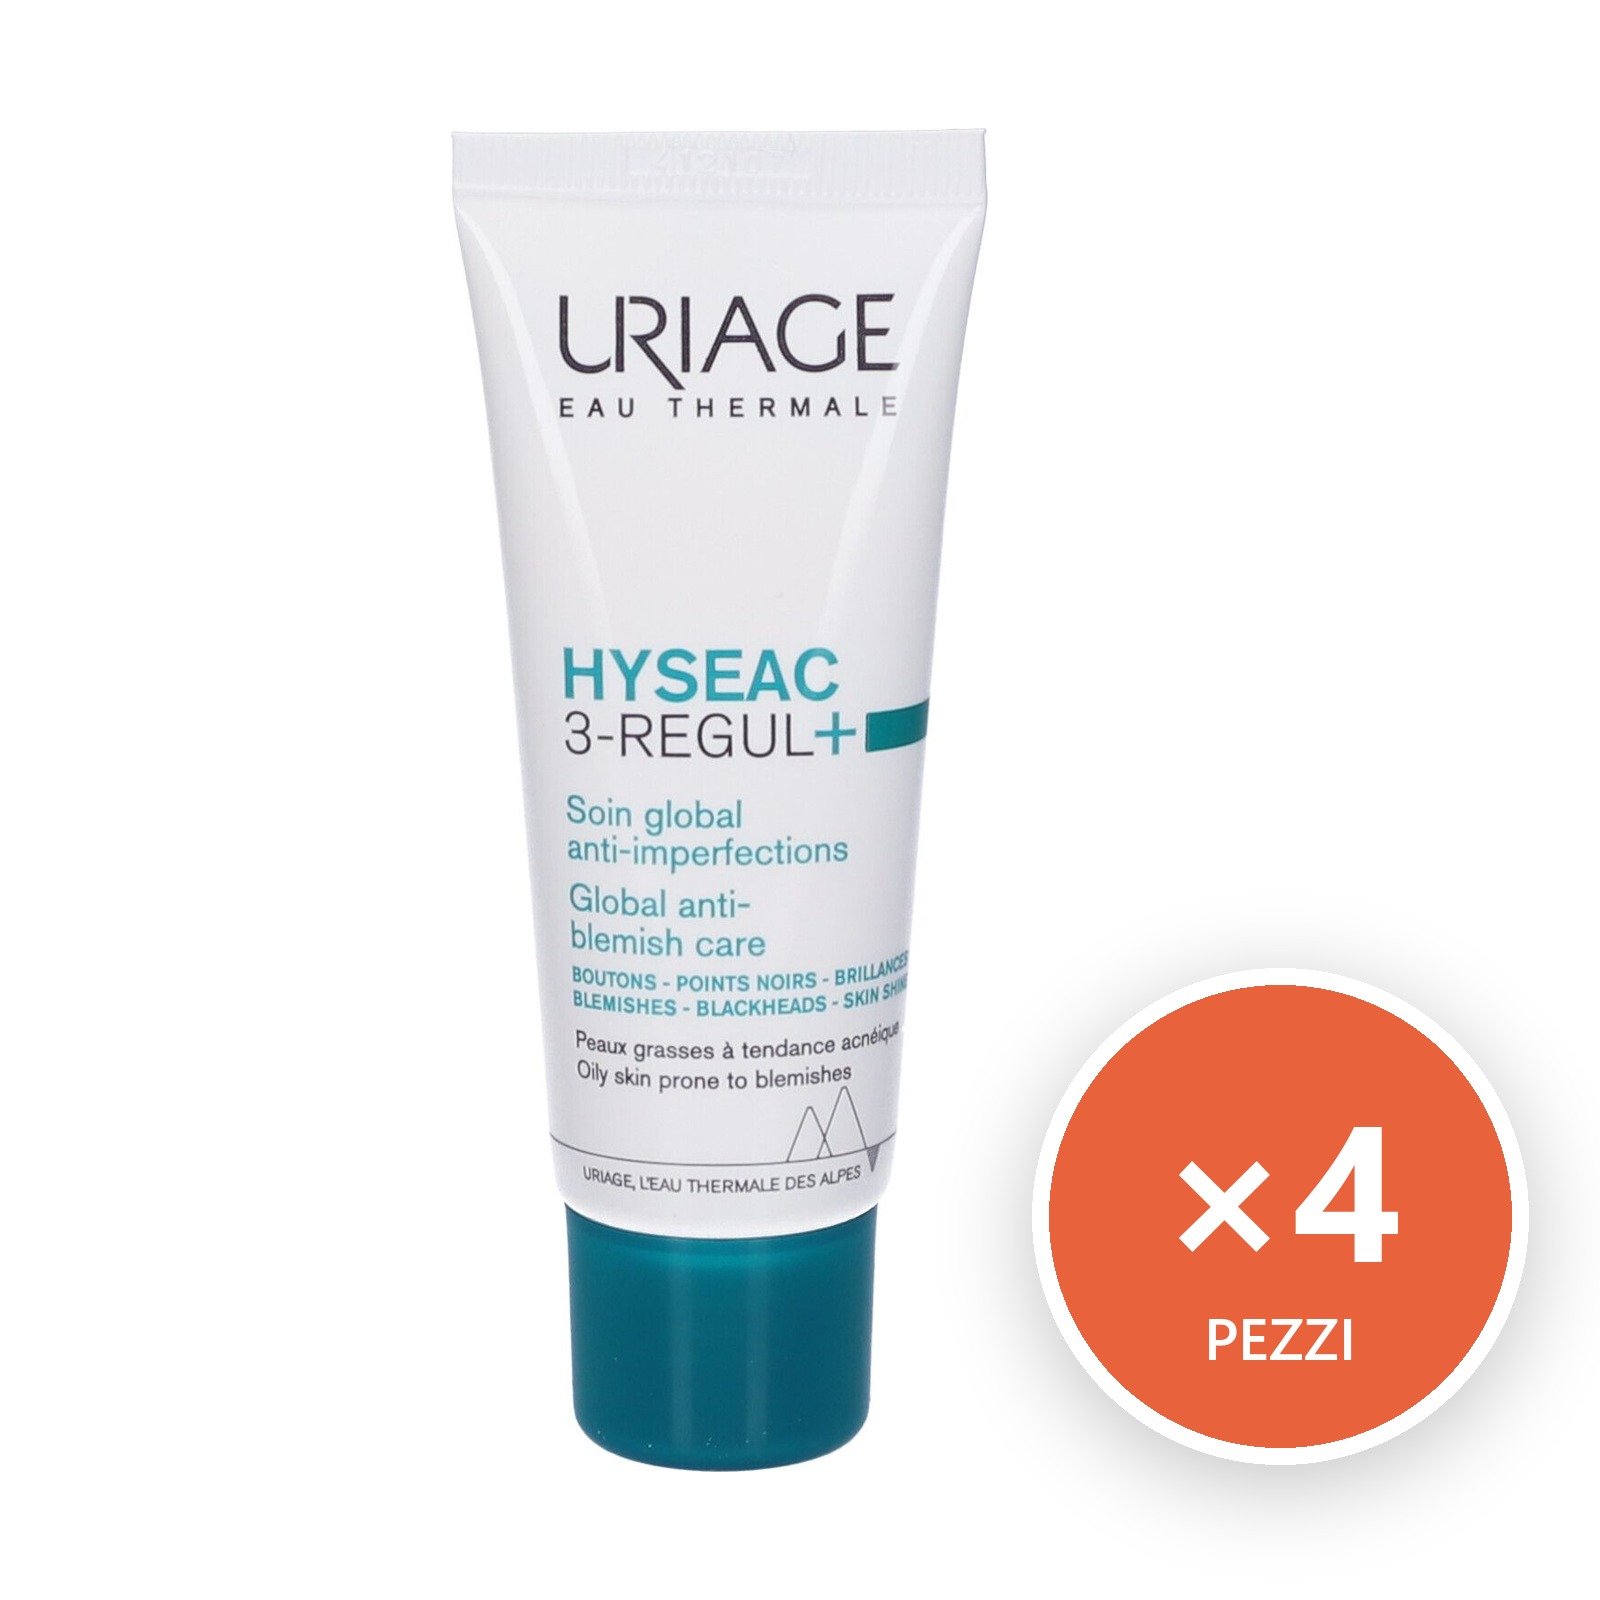 URIAGE
EAU THERMALE
HYSEAC
3-REGUL+
Soin global
anti-imperfections
Global anti-
blemish care
BOUTONS - POINTS NOIRS - BRILLANCES
BLEMISHES - BLACKHEADS - SKIN SHINE
Peaux grasses à tendance acnéique
Oily skin prone to blemishes
URIAGE, L'EAU THERMALE DES ALPES
×4
PEZZI